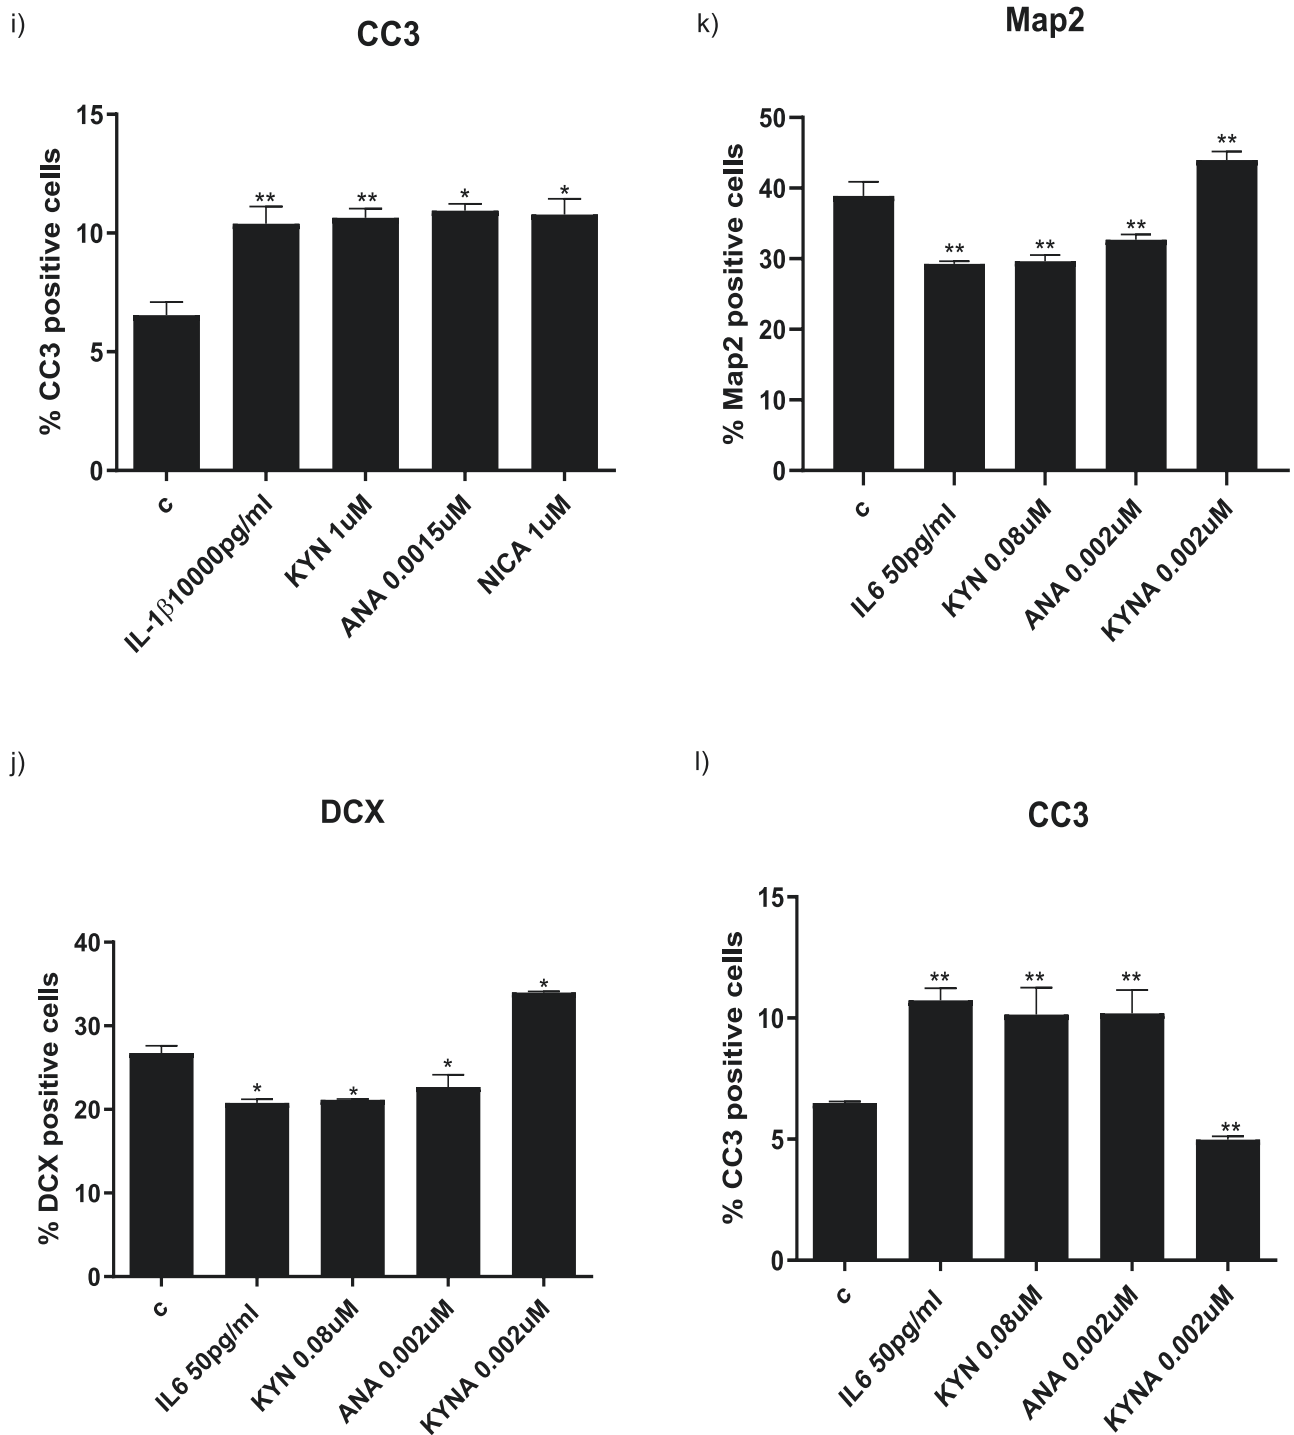 i)
CC3
% CC3 positive cells
15
10
5
0
**
**
*
*
c
IL-1β10000pg/ml
KYN 1uM
ANA 0.0015uM
NICA 1uM
k)
Map2
% Map2 positive cells
50
40
30
20
10
0
**
**
**
**
c
IL6 50pg/ml
KYN 0.08uM
ANA 0.002uM
KYNA 0.002uM
j)
DCX
% DCX positive cells
40
30
20
10
0
*
*
*
*
c
IL6 50pg/ml
KYN 0.08uM
ANA 0.002uM
KYNA 0.002uM
l)
CC3
% CC3 positive cells
15
10
5
0
**
**
**
**
c
IL6 50pg/ml
KYN 0.08uM
ANA 0.002uM
KYNA 0.002uM